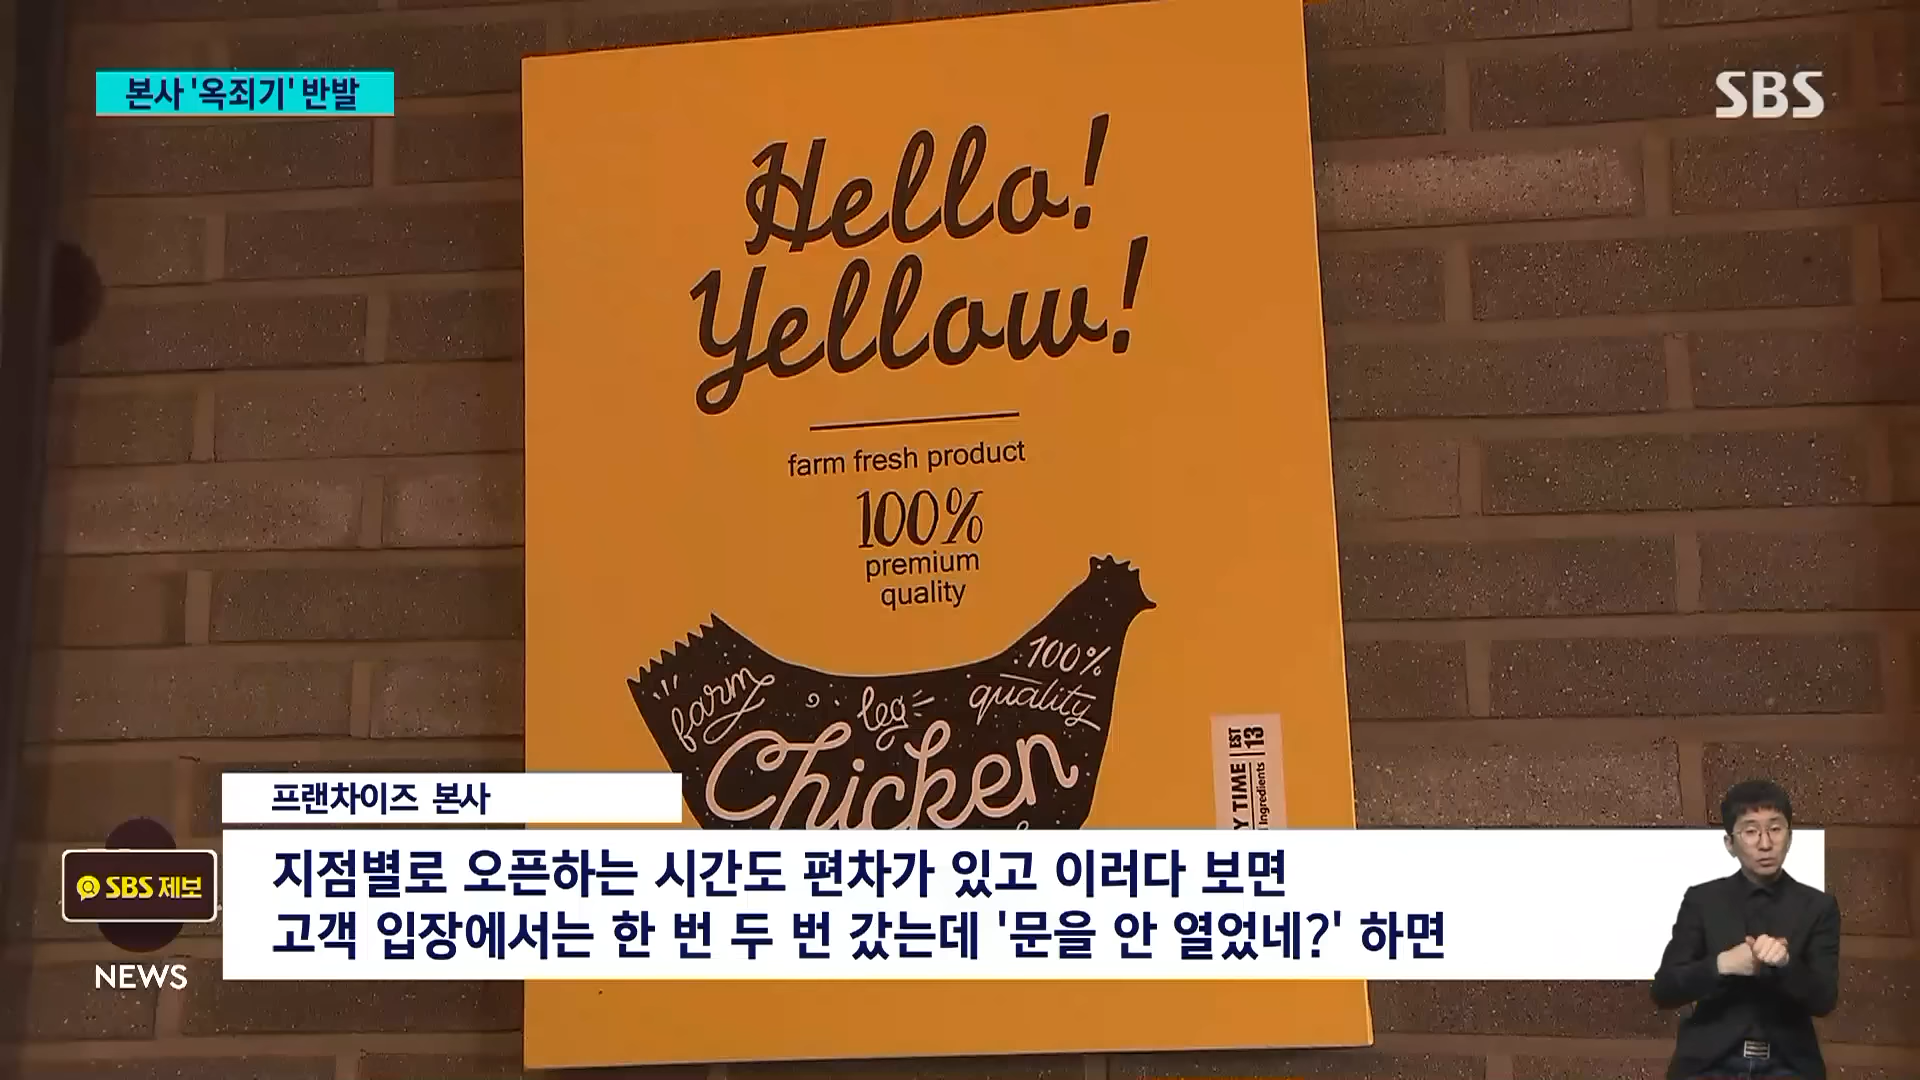 본사 '옥죄기' 반발
SBS
Hello!
Yellow!
farm fresh product
100%
premium
quality
farm
leg
100%
quality
Chicken
EST
13
Y TIME
Ingredients
프랜차이즈 본사
지점별로 오픈하는 시간도 편차가 있고 이러다 보면
고객 입장에서는 한 번 두 번 갔는데 '문을 안 열었네?' 하면
SBS 제보
NEWS